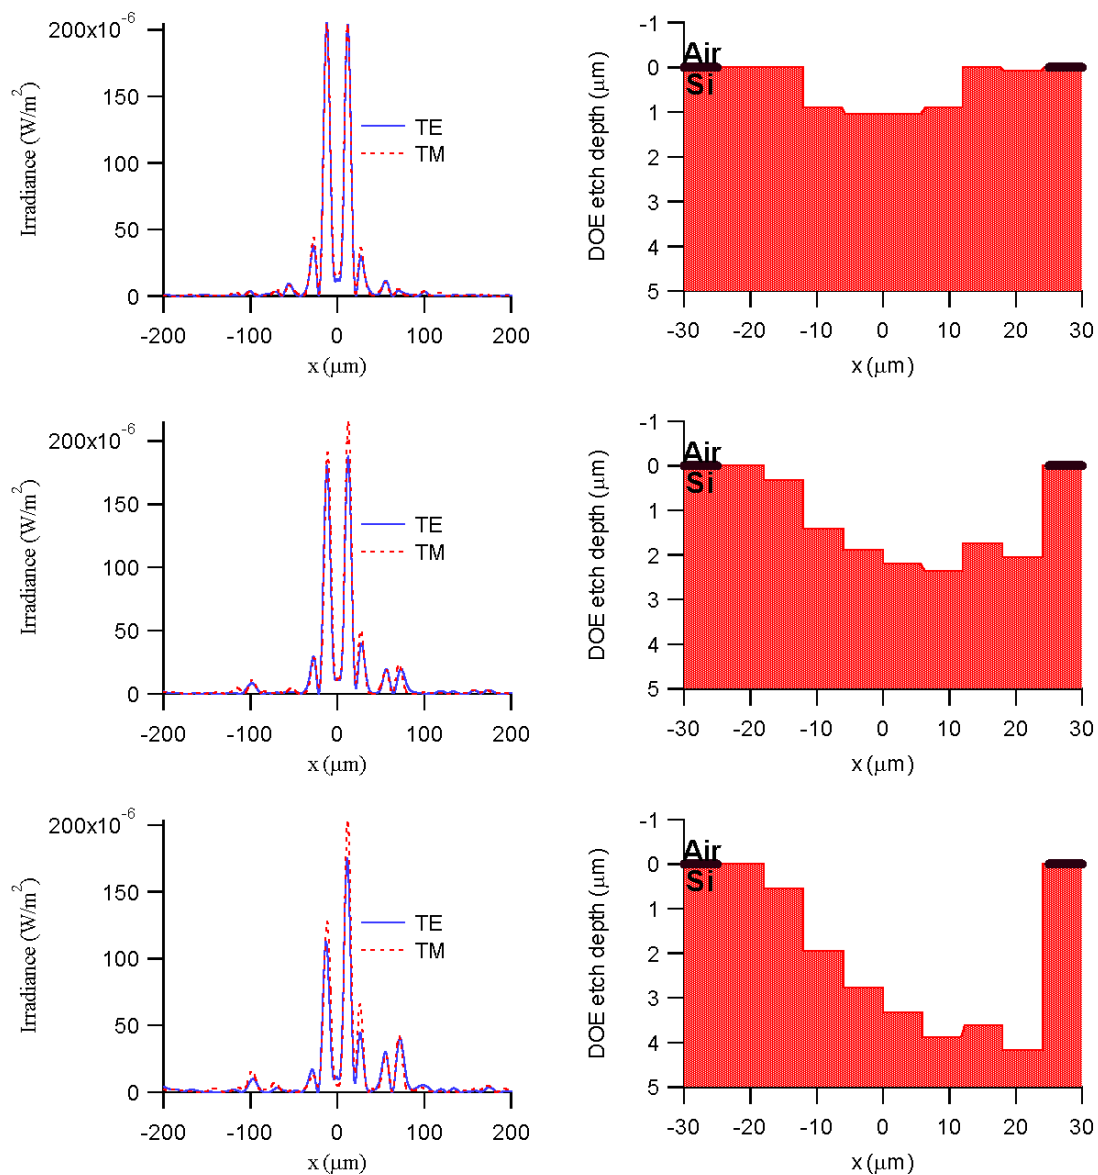 200x10-6
150
100
50
0
Irradiance (W/m2)
TE
TM
-200 -100 0 100 200
x (μm)
-1
0
1
2
3
4
5
DOE etch depth (μm)
Air
Si
-30 -20 -10 0 10 20 30
x (μm)
200x10-6
150
100
50
0
Irradiance (W/m2)
TE
TM
-200 -100 0 100 200
x (μm)
-1
0
1
2
3
4
5
DOE etch depth (μm)
Air
Si
-30 -20 -10 0 10 20 30
x (μm)
200x10-6
150
100
50
0
Irradiance (W/m2)
TE
TM
-200 -100 0 100 200
x (μm)
-1
0
1
2
3
4
5
DOE etch depth (μm)
Air
Si
-30 -20 -10 0 10 20 30
x (μm)